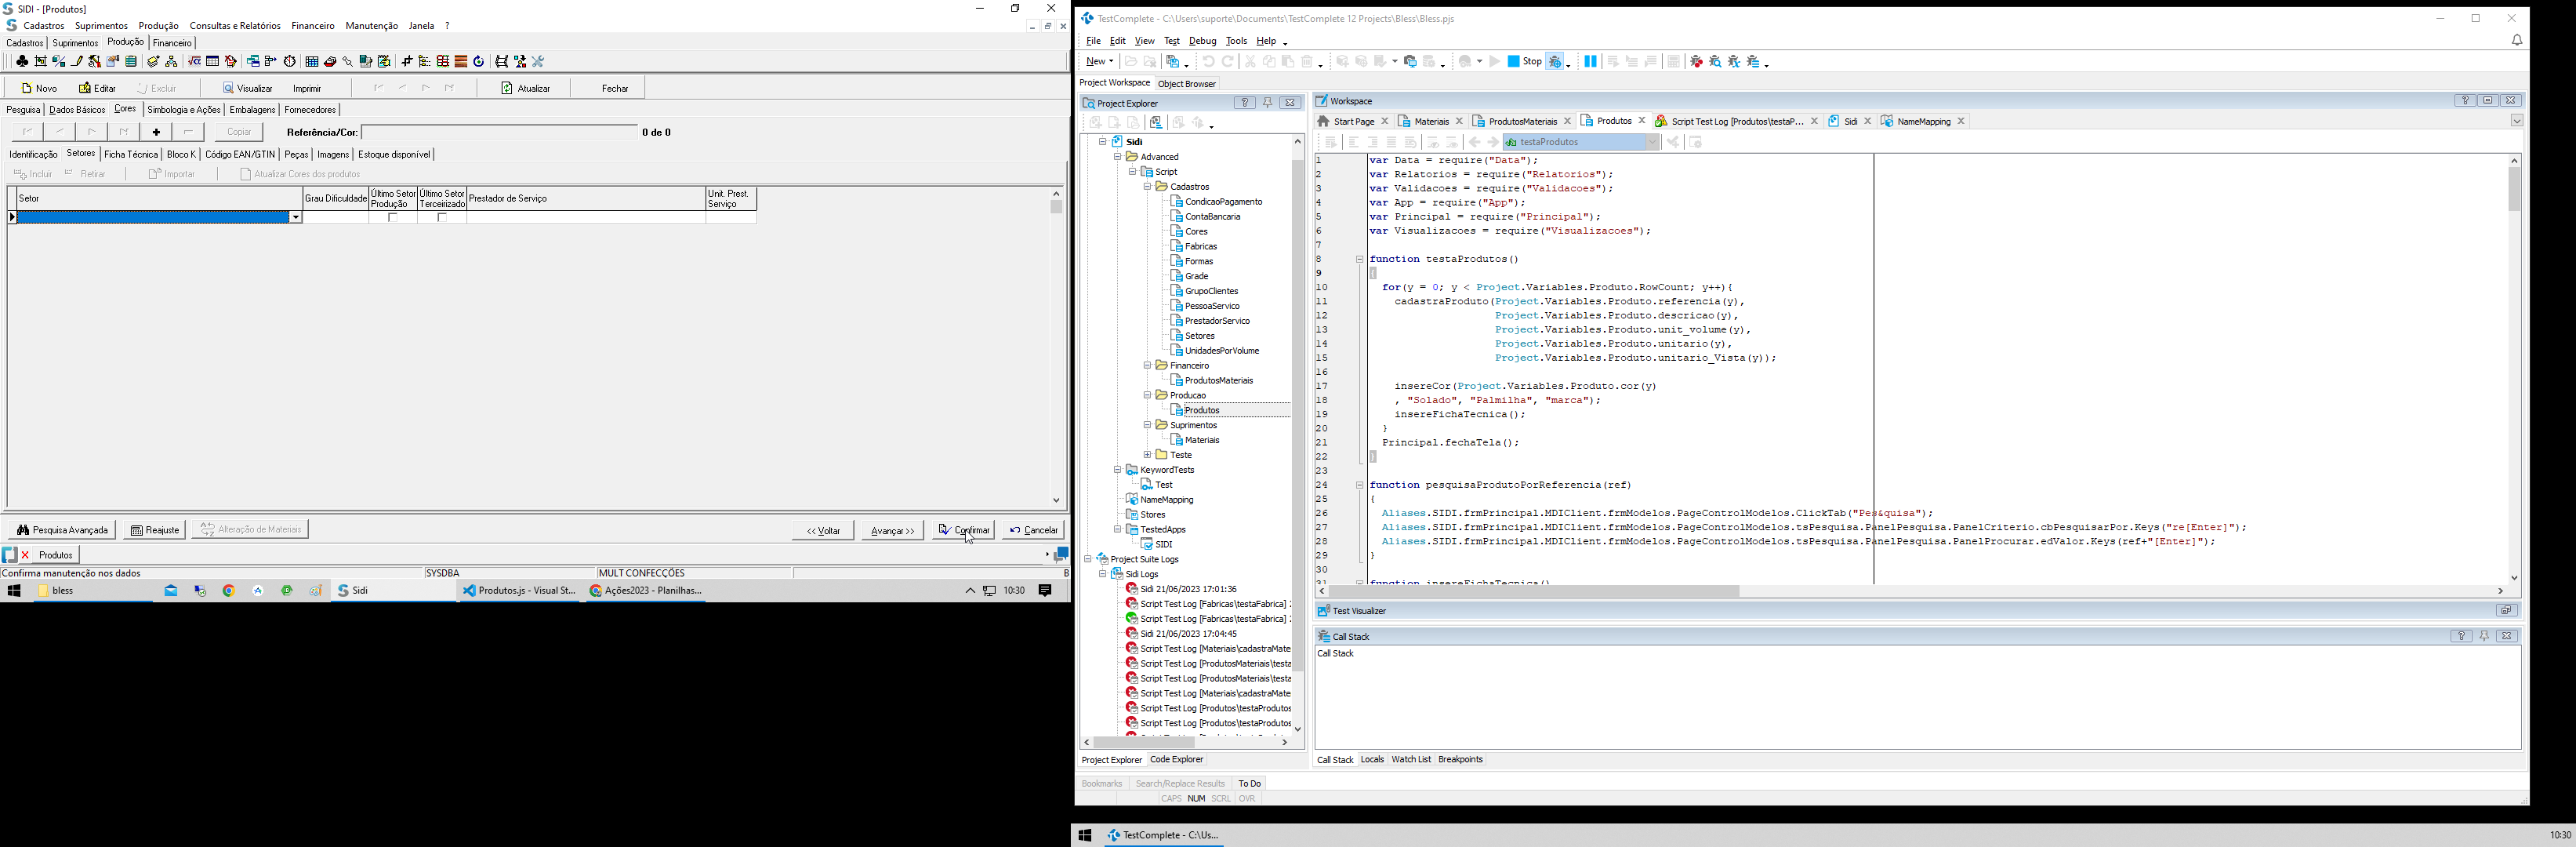 SIDI - [Produtos]
Cadastros Suprimentos Produção Consultas e Relatórios Financeiro Manutenção Janela ?
Cadastros Suprimentos Produção Financeiro
Novo Editar Excluir Visualizar Imprimir Atualizar Fechar
Pesquisa Dados Básicos Cores Simbologia e Ações Embalagens Fornecedores
Copiar Referência/Cor: 0 de 0
Identificação Setores Ficha Técnica Bloco K Código EAN/GTIN Peças Imagens Estoque disponível
Incluir Retirar Importar Atualizar Cores dos produtos
Setor Grau Dificuldade Último Setor Produção Último Setor Terceirizado Prestador de Serviço Unit. Prest. Serviço
Pesquisa Avançada Reajuste Alteração de Materiais << Voltar Avançar >> Confirmar Cancelar
Produtos
Confirma manutenção nos dados SYSDBA MULT CONFECÇÕES B
bless Sidi Produtos.js - Visual St... Ações2023 - Planilhas... 10:30
TestComplete - C:\Users\suporte\Documents\TestComplete 12 Projects\Bless\Bless.pjs
File Edit View Test Debug Tools Help
New Stop
Project Workspace Object Browser
Project Explorer
Sidi
Advanced
Script
Cadastros
CondicaoPagamento
ContaBancaria
Cores
Fabricas
Formas
Grade
GrupoClientes
PessoaServico
PrestadorServico
Setores
UnidadesPorVolume
Financeiro
ProdutosMateriais
Producao
Produtos
Suprimentos
Materiais
Teste
KeywordTests
Test
NameMapping
Stores
TestedApps
SIDI
Project Suite Logs
Sidi Logs
Sidi 21/06/2023 17:01:36
Script Test Log [Fabricas\testaFabrica] :
Script Test Log [Fabricas\testaFabrica] :
Sidi 21/06/2023 17:04:45
Script Test Log [Materiais\cadastraMate
Script Test Log [ProdutosMateriais\testa
Script Test Log [ProdutosMateriais\testa
Script Test Log [Materiais\cadastraMate
Script Test Log [Produtos\testaProdutos
Script Test Log [Produtos\testaProdutos
Project Explorer Code Explorer
Workspace
Start Page Materiais ProdutosMateriais Produtos Script Test Log [Produtos\testaP... Sidi NameMapping
testaProdutos
1 var Data = require("Data");
2 var Relatorios = require("Relatorios");
3 var Validacoes = require("Validacoes");
4 var App = require("App");
5 var Principal = require("Principal");
6 var Visualizacoes = require("Visualizacoes");
7
8 function testaProdutos()
9 {
10 for(y = 0; y < Project.Variables.Produto.RowCount; y++){
11 cadastraProduto(Project.Variables.Produto.referencia(y),
12 Project.Variables.Produto.descricao(y),
13 Project.Variables.Produto.unit_volume(y),
14 Project.Variables.Produto.unitario(y),
15 Project.Variables.Produto.unitario_Vista(y));
16
17 insereCor(Project.Variables.Produto.cor(y)
18 , "Solado", "Palmilha", "marca");
19 insereFichaTecnica();
20 }
21 Principal.fechaTela();
22 }
23
24 function pesquisaProdutoPorReferencia(ref)
25 {
26 Aliases.SIDI.frmPrincipal.MDIClient.frmModelos.PageControlModelos.ClickTab("Pes&quisa");
27 Aliases.SIDI.frmPrincipal.MDIClient.frmModelos.PageControlModelos.tsPesquisa.PanelPesquisa.PanelCriterio.cbPesquisarPor.Keys("re[Enter]");
28 Aliases.SIDI.frmPrincipal.MDIClient.frmModelos.PageControlModelos.tsPesquisa.PanelPesquisa.PanelProcurar.edValor.Keys(ref+"[Enter]");
29 }
30
31 function insereFichaTecnica()
Test Visualizer
Call Stack
Call Stack
Call Stack Locals Watch List Breakpoints
Bookmarks Search/Replace Results To Do
CAPS NUM SCRL OVR
TestComplete - C:\Us... 10:30